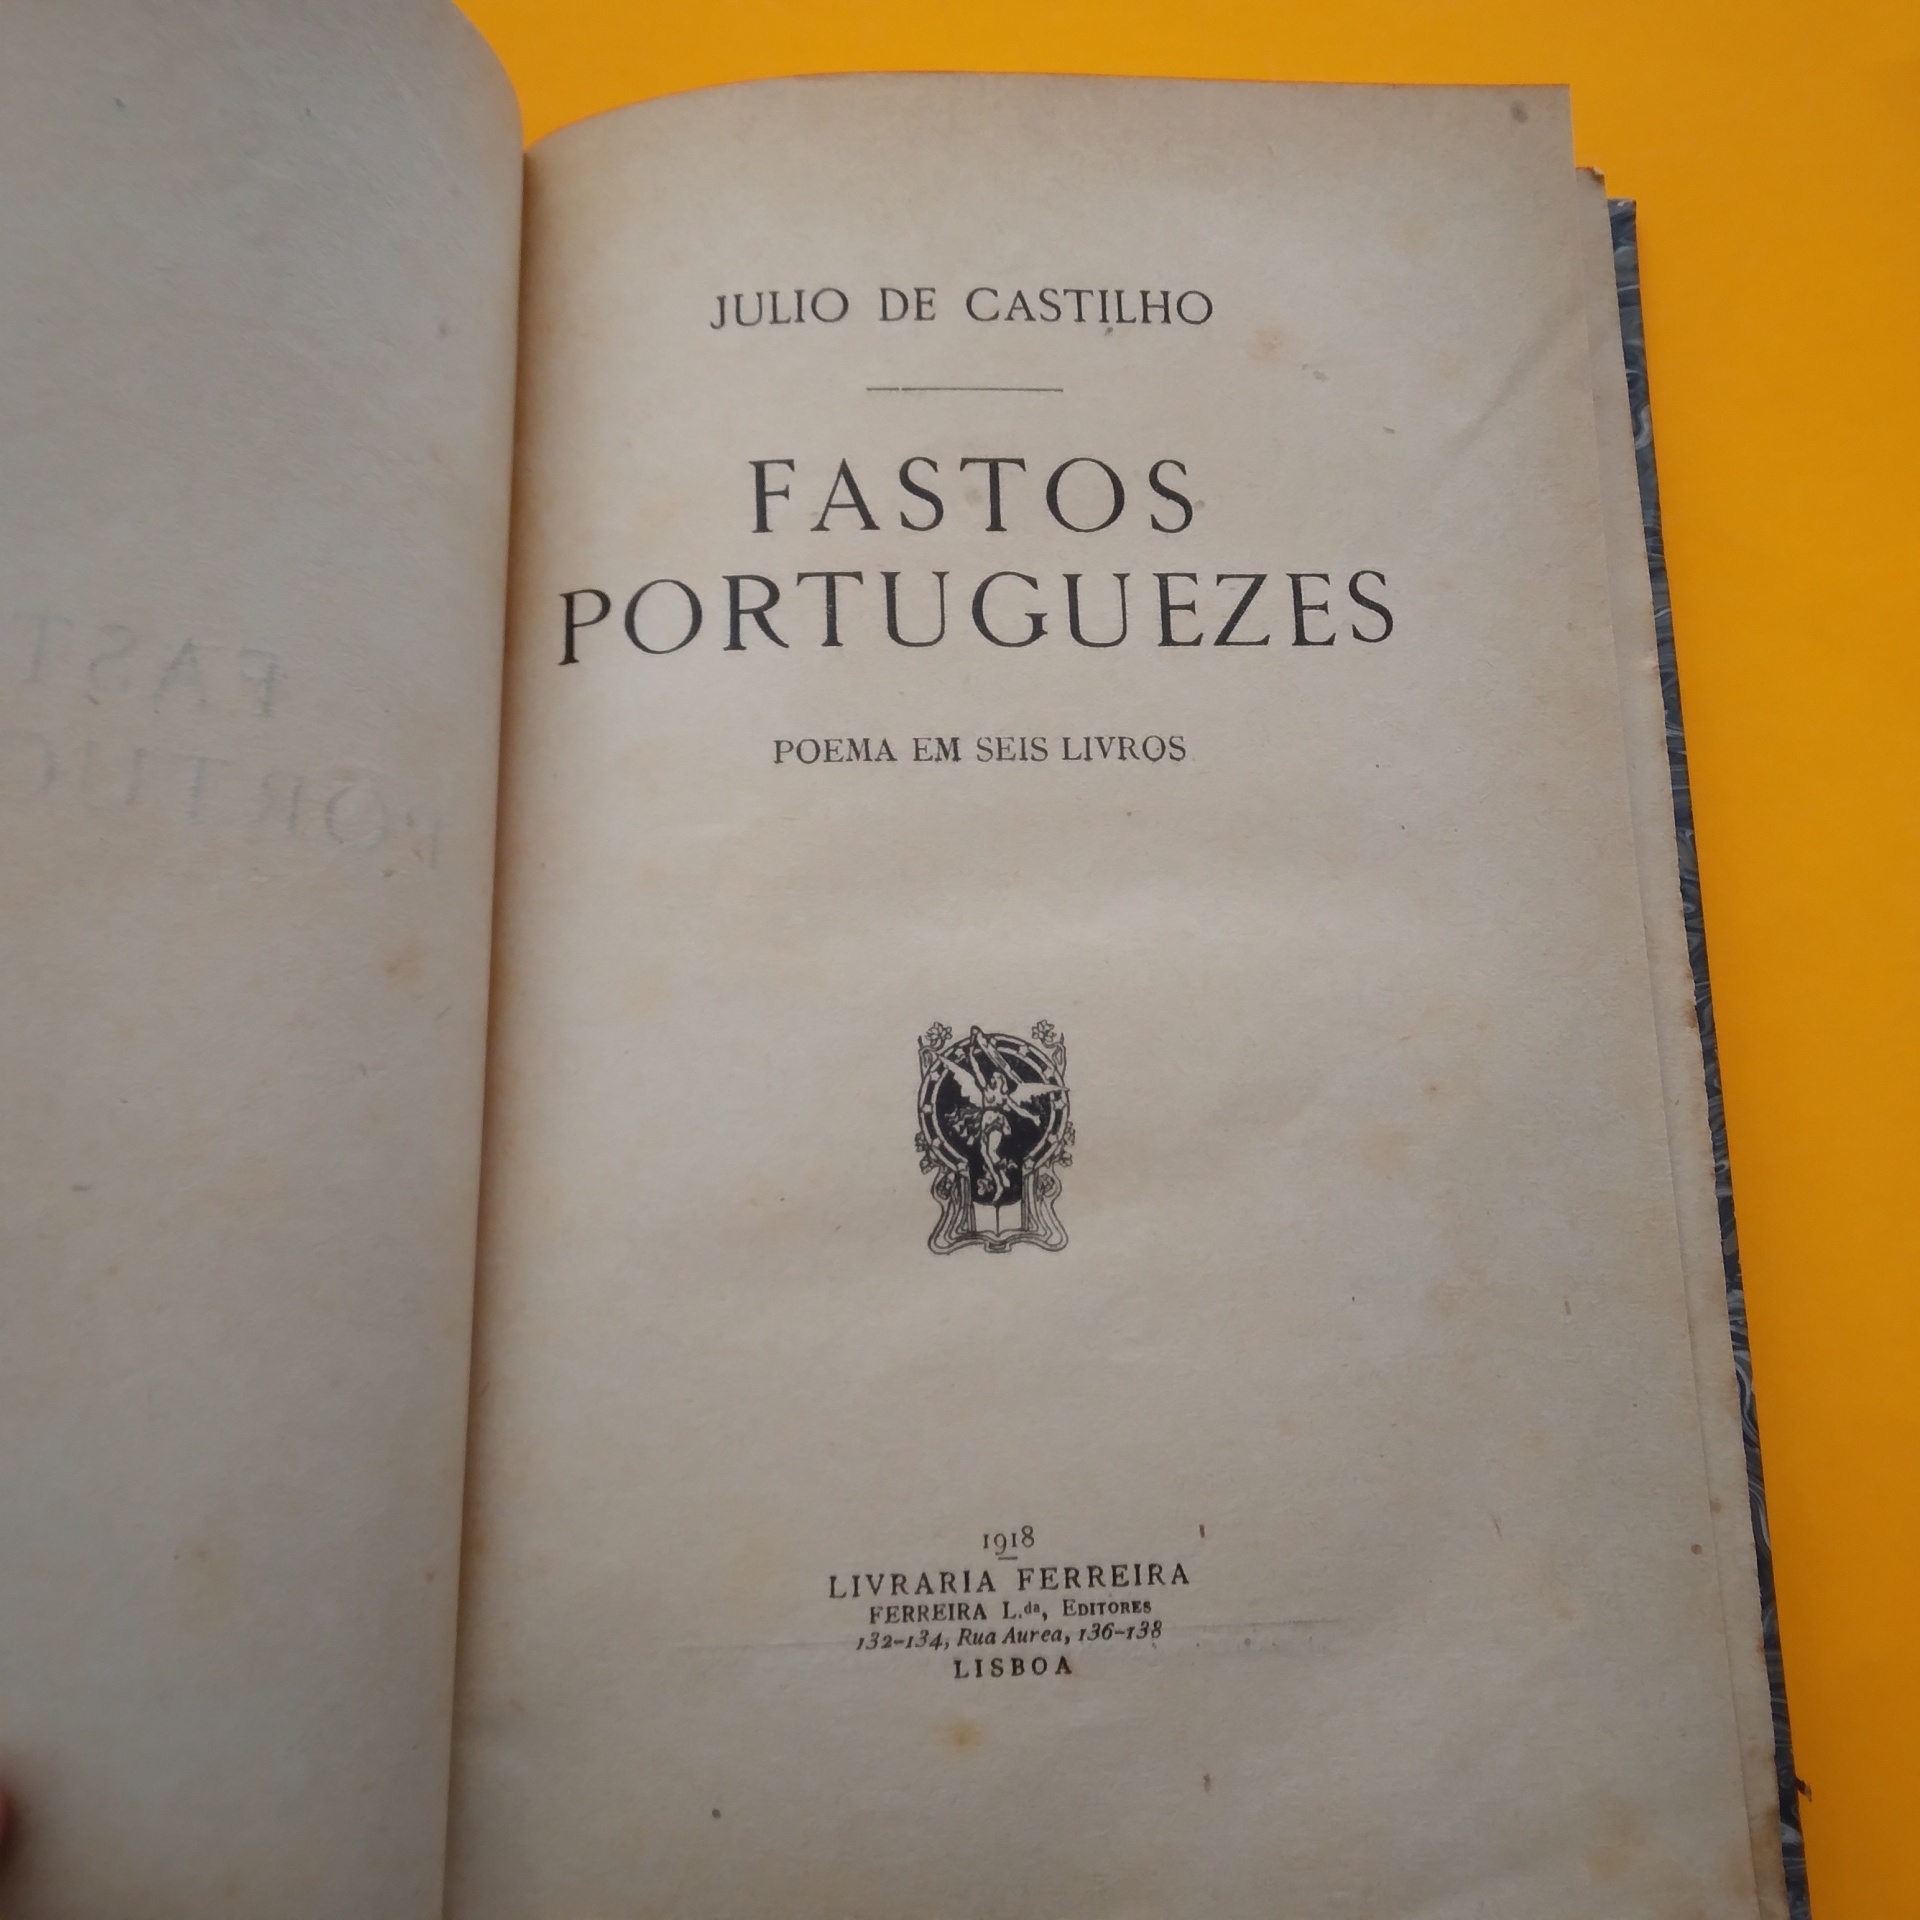 JULIO DE CASTILHO
FASTOS
PORTUGUEZES
POEMA EM SEIS LIVROS
1918
LIVRARIA FERREIRA
FERREIRA L.da, EDITORES
132-134, Rua Aurea, 136-138
LISBOA